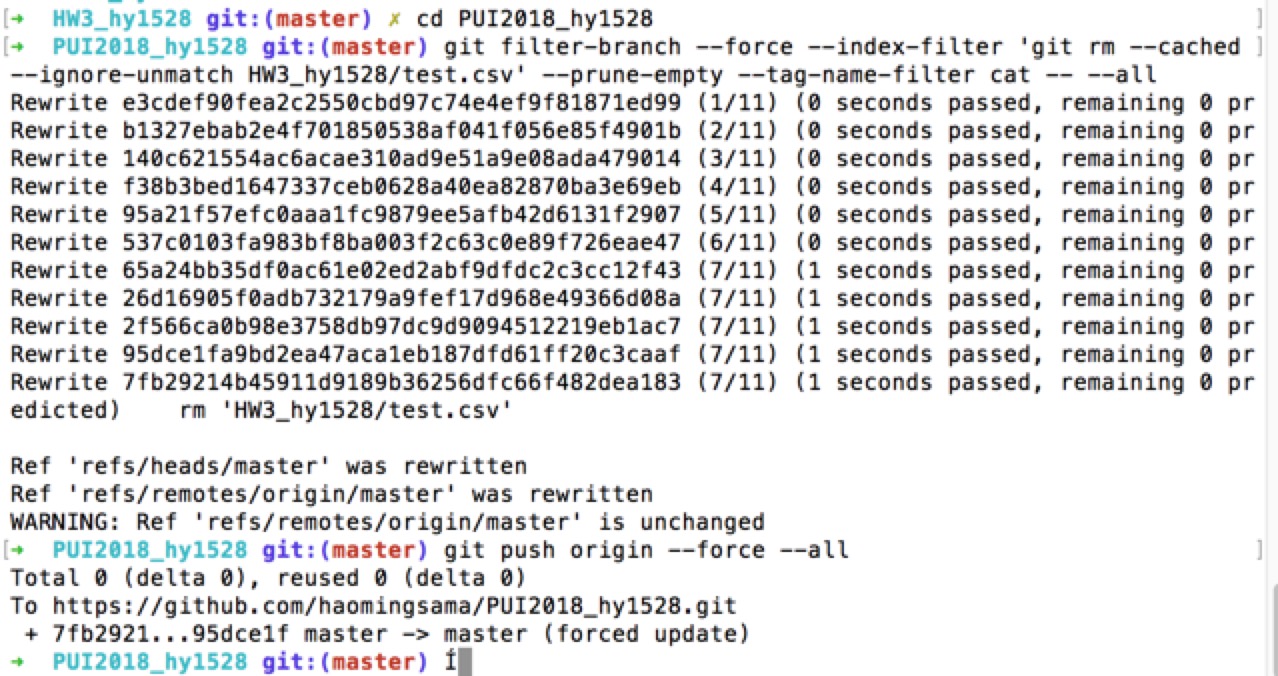 [➜  HW3_hy1528 git:(master) ✗ cd PUI2018_hy1528 ]
[➜  PUI2018_hy1528 git:(master) git filter-branch --force --index-filter 'git rm --cached ]
--ignore-unmatch HW3_hy1528/test.csv' --prune-empty --tag-name-filter cat -- --all
Rewrite e3cdef90fea2c2550cbd97c74e4ef9f81871ed99 (1/11) (0 seconds passed, remaining 0 pr
Rewrite b1327ebab2e4f701850538af041f056e85f4901b (2/11) (0 seconds passed, remaining 0 pr
Rewrite 140c621554ac6acae310ad9e51a9e08ada479014 (3/11) (0 seconds passed, remaining 0 pr
Rewrite f38b3bed1647337ceb0628a40ea82870ba3e69eb (4/11) (0 seconds passed, remaining 0 pr
Rewrite 95a21f57efc0aaa1fc9879ee5afb42d6131f2907 (5/11) (0 seconds passed, remaining 0 pr
Rewrite 537c0103fa983bf8ba003f2c63c0e89f726eae47 (6/11) (0 seconds passed, remaining 0 pr
Rewrite 65a24bb35df0ac61e02ed2abf9dfdc2c3cc12f43 (7/11) (1 seconds passed, remaining 0 pr
Rewrite 26d16905f0adb732179a9fef17d968e49366d08a (7/11) (1 seconds passed, remaining 0 pr
Rewrite 2f566ca0b98e3758db97dc9d9094512219eb1ac7 (7/11) (1 seconds passed, remaining 0 pr
Rewrite 95dce1fa9bd2ea47aca1eb187dfd61ff20c3caaf (7/11) (1 seconds passed, remaining 0 pr
Rewrite 7fb29214b45911d9189b36256dfc66f482dea183 (7/11) (1 seconds passed, remaining 0 pr
edicted)    rm 'HW3_hy1528/test.csv'
Ref 'refs/heads/master' was rewritten
Ref 'refs/remotes/origin/master' was rewritten
WARNING: Ref 'refs/remotes/origin/master' is unchanged
[➜  PUI2018_hy1528 git:(master) git push origin --force --all ]
Total 0 (delta 0), reused 0 (delta 0)
To https://github.com/haomingsama/PUI2018_hy1528.git
 + 7fb2921...95dce1f master -> master (forced update)
➜  PUI2018_hy1528 git:(master) Í